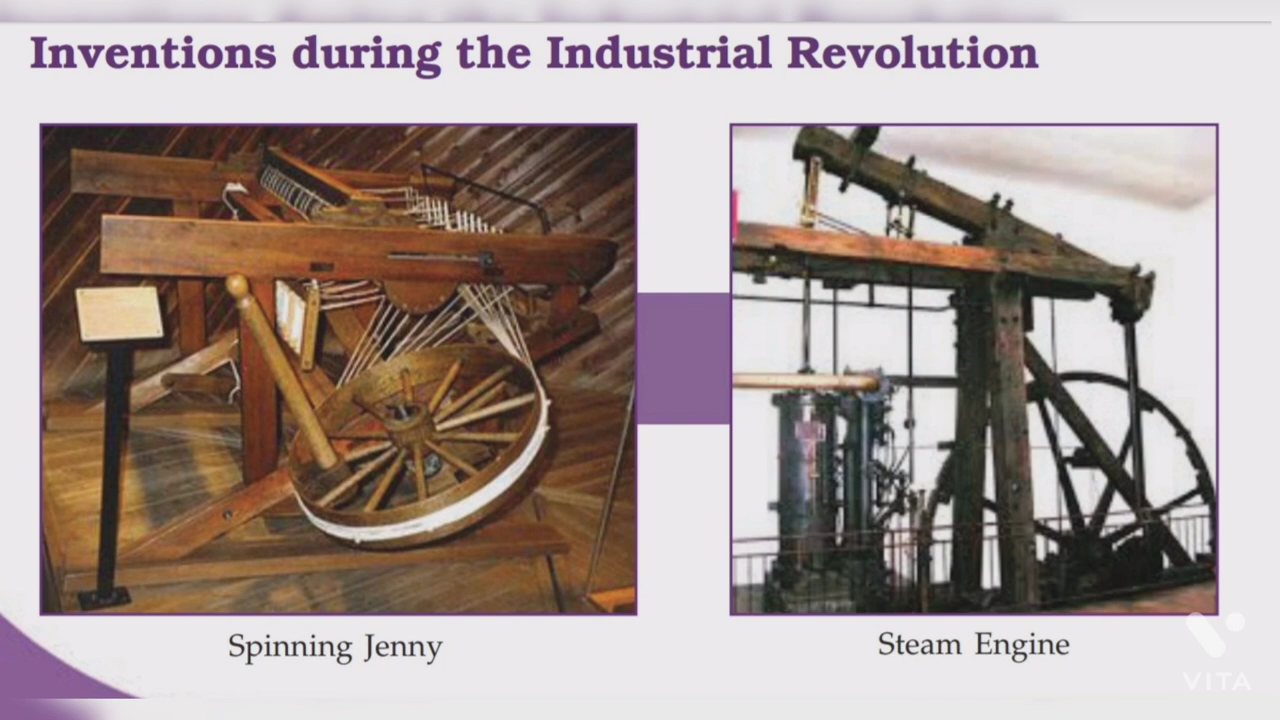 Inventions during the Industrial Revolution
Spinning Jenny
Steam Engine
VITA